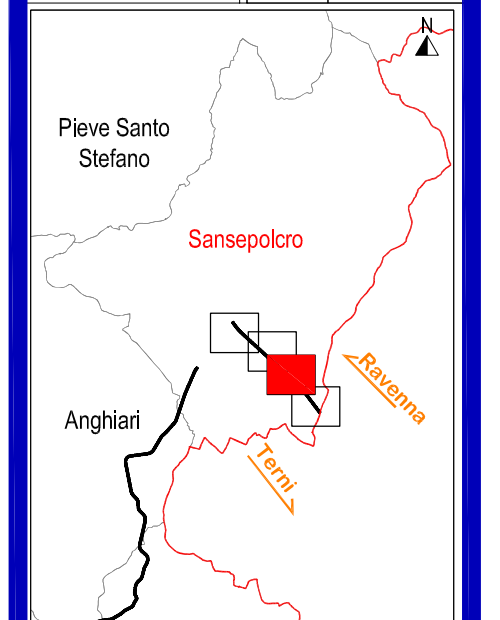 N
Pieve Santo
Stefano
Sansepolcro
Ravenna
Anghiari
Terni